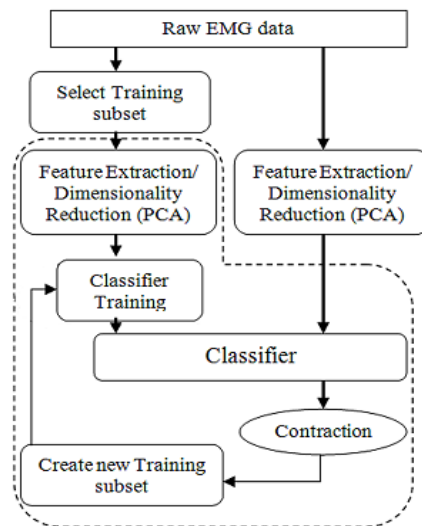 Raw EMG data
Select Training
subset
Feature Extraction/
Dimensionality
Reduction (PCA)
Feature Extraction/
Dimensionality
Reduction (PCA)
Classifier
Training
Classifier
Contraction
Create new Training
subset